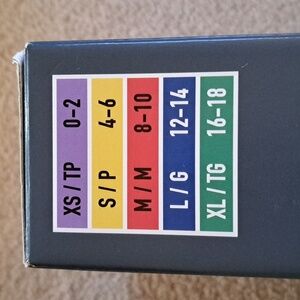 XS / TP 0–2
S / P 4–6
M / M 8–10
L / G 12–14
XL / TG 16–18